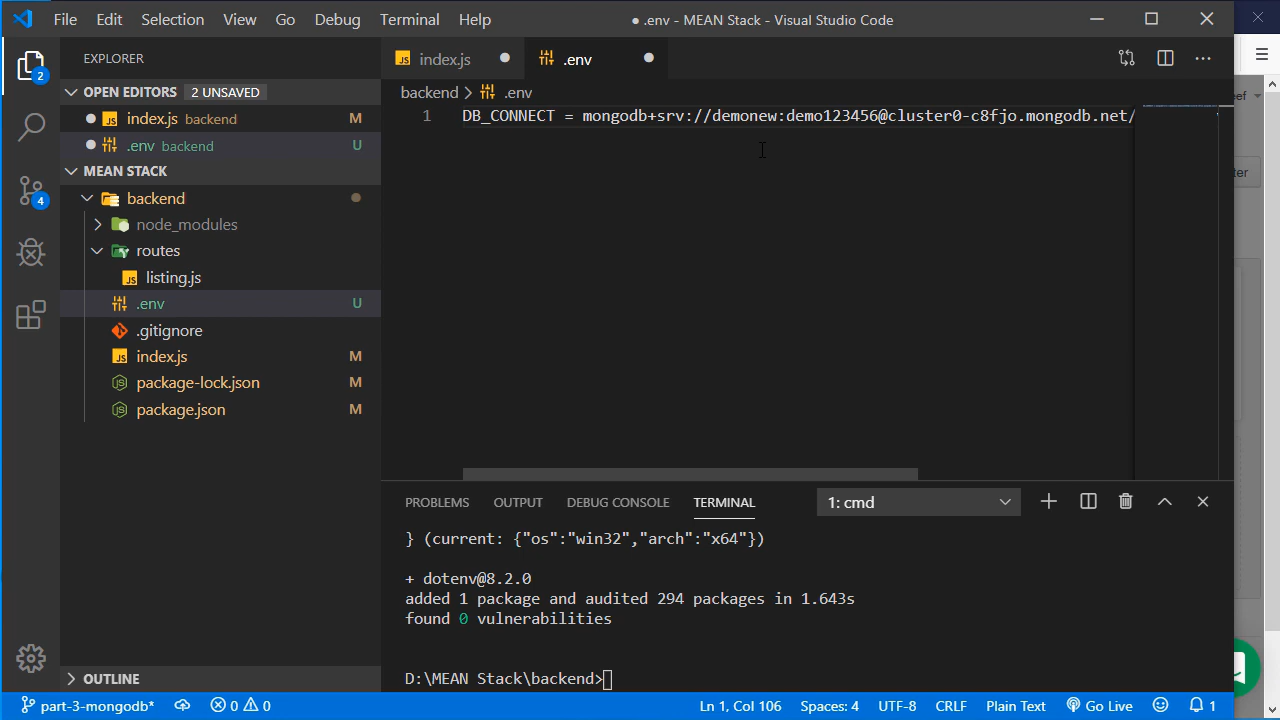 File Edit Selection View Go Debug Terminal Help
● .env - MEAN Stack - Visual Studio Code
EXPLORER
OPEN EDITORS 2 UNSAVED
index.js backend M
.env backend U
MEAN STACK
backend
node_modules
routes
listing.js
.env U
.gitignore
index.js M
package-lock.json M
package.json M
OUTLINE
2
4
index.js .env
backend > .env
1 DB_CONNECT = mongodb+srv://demonew:demo123456@cluster0-c8fjo.mongodb.net/
PROBLEMS OUTPUT DEBUG CONSOLE TERMINAL 1: cmd
} (current: {"os":"win32","arch":"x64"})
+ dotenv@8.2.0
added 1 package and audited 294 packages in 1.643s
found 0 vulnerabilities
D:\MEAN Stack\backend>
part-3-mongodb* 0 0 Ln 1, Col 106 Spaces: 4 UTF-8 CRLF Plain Text Go Live 1